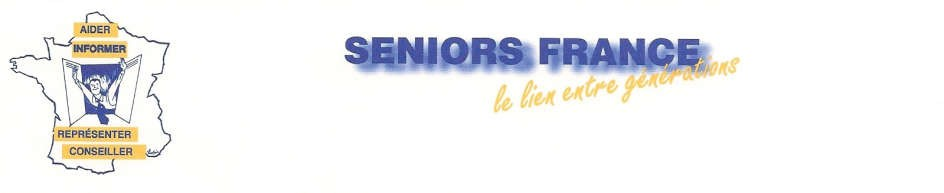 AIDER
INFORMER
REPRÉSENTER
CONSEILLER
SENIORS FRANCE
le lien entre générations